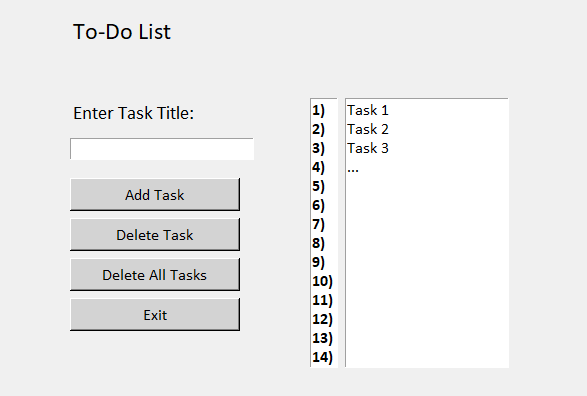 To-Do List
Enter Task Title:
Add Task
Delete Task
Delete All Tasks
Exit
1) Task 1
2) Task 2
3) Task 3
4) ...
5)
6)
7)
8)
9)
10)
11)
12)
13)
14)